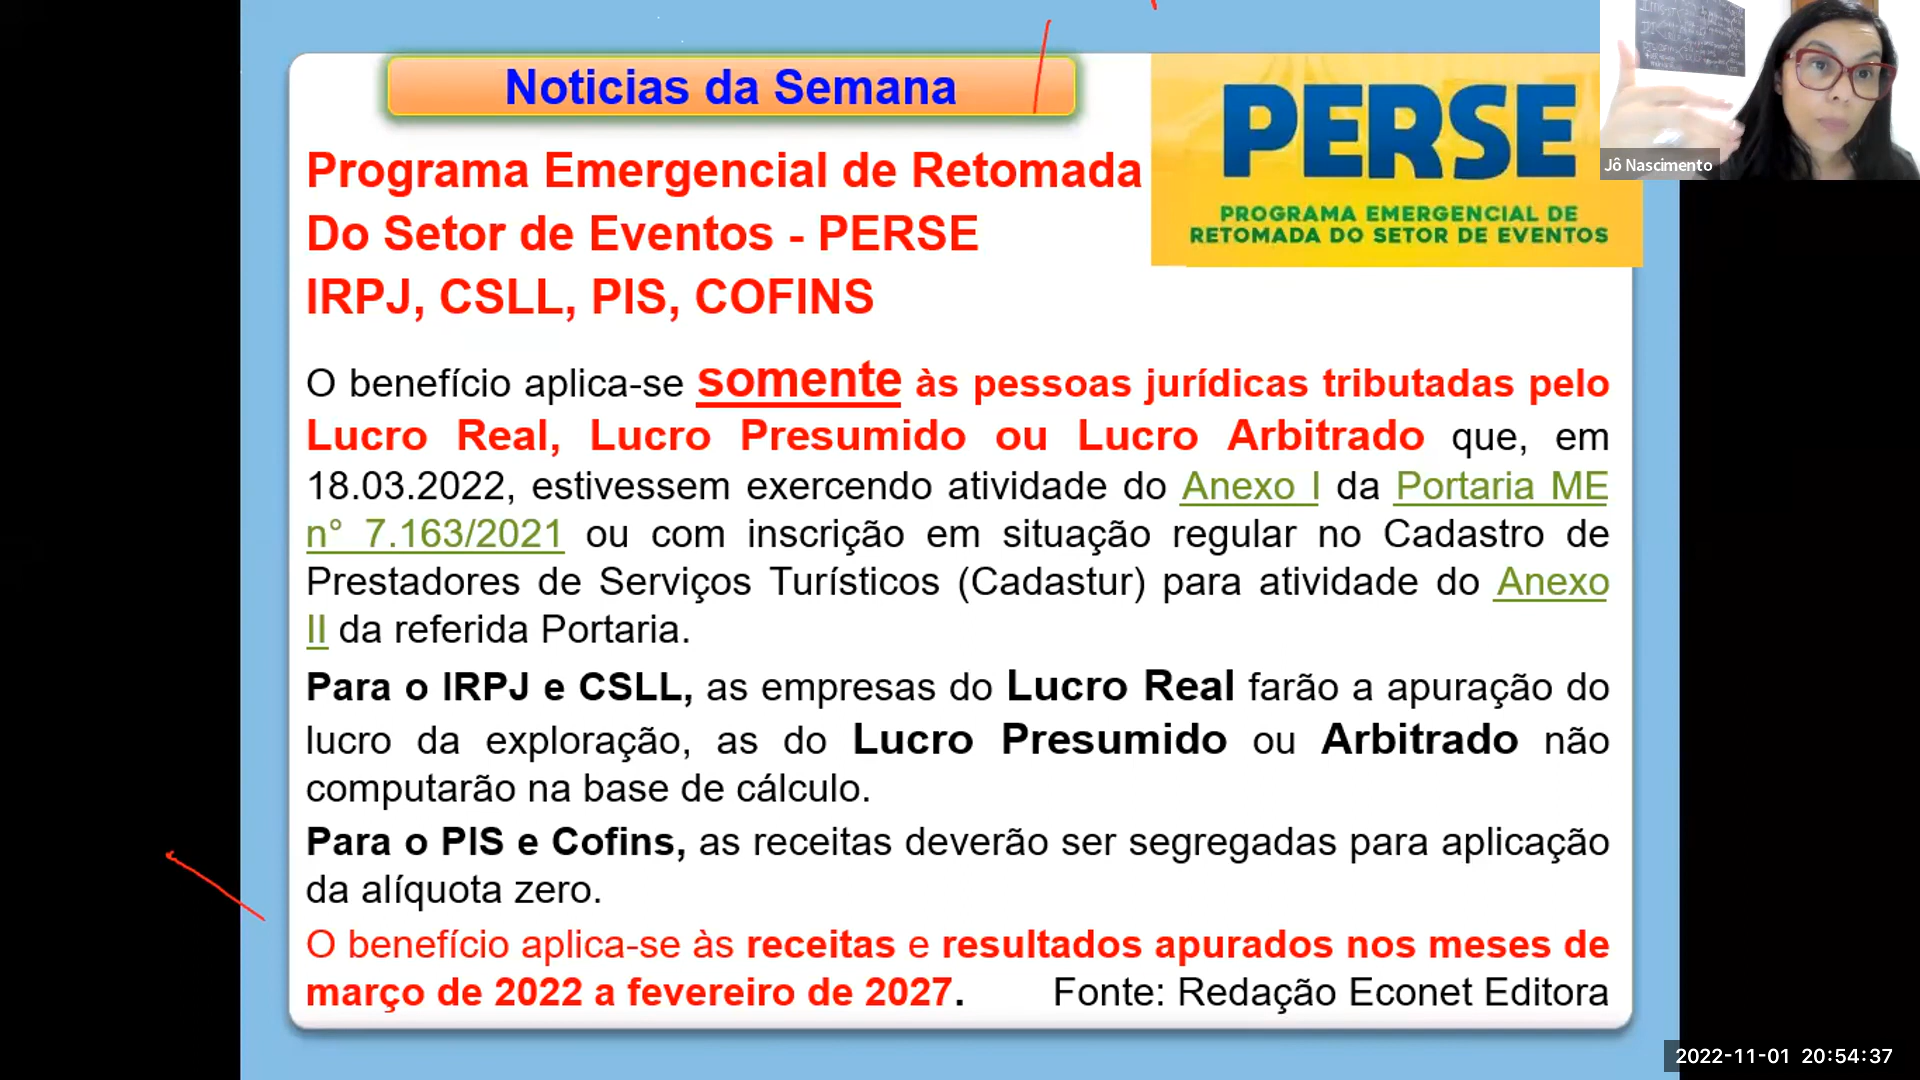 Noticias da Semana
PERSE
PROGRAMA EMERGENCIAL DE
RETOMADA DO SETOR DE EVENTOS
Jô Nascimento
Programa Emergencial de Retomada
Do Setor de Eventos - PERSE
IRPJ, CSLL, PIS, COFINS
O benefício aplica-se somente às pessoas jurídicas tributadas pelo
Lucro Real, Lucro Presumido ou Lucro Arbitrado que, em
18.03.2022, estivessem exercendo atividade do Anexo I da Portaria ME
n° 7.163/2021 ou com inscrição em situação regular no Cadastro de
Prestadores de Serviços Turísticos (Cadastur) para atividade do Anexo
II da referida Portaria.
Para o IRPJ e CSLL, as empresas do Lucro Real farão a apuração do
lucro da exploração, as do Lucro Presumido ou Arbitrado não
computarão na base de cálculo.
Para o PIS e Cofins, as receitas deverão ser segregadas para aplicação
da alíquota zero.
O benefício aplica-se às receitas e resultados apurados nos meses de
março de 2022 a fevereiro de 2027. Fonte: Redação Econet Editora
2022-11-01 20:54:37